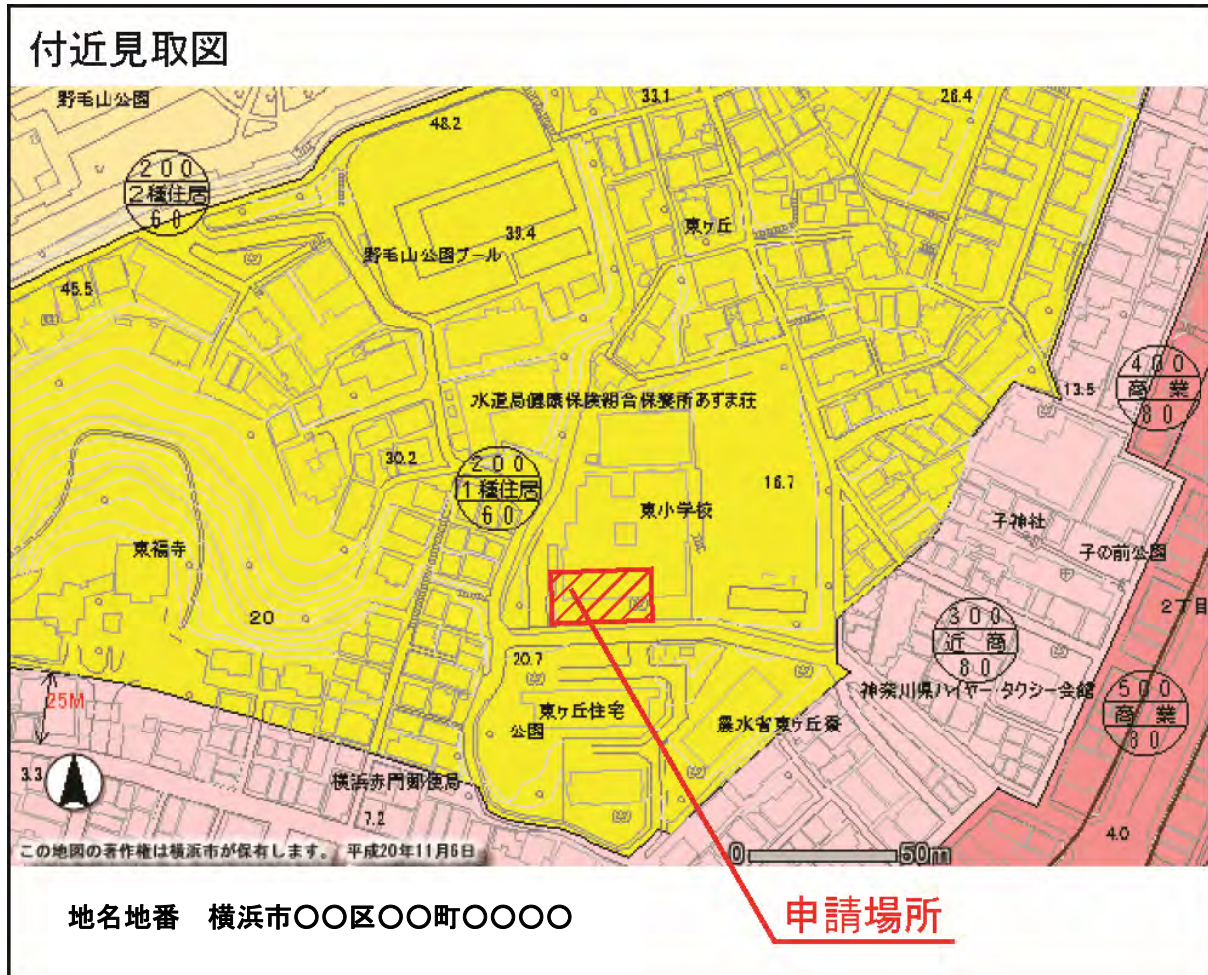 付近見取図
野毛山公園
33.1
26.4
48.2
200
2種住居
60
39.4
野毛山公園プール
東ヶ丘
45.5
400
商業
80
13.5
水道局健康保険組合保養所あずま荘
30.2
200
1種住居
60
16.7
東小学校
子神社
東福寺
子の前公園
20
2丁目
300
近商
80
20.7
25M
神奈川県ハイヤー・タクシー会館
500
商業
80
東ヶ丘住宅
農水省東ヶ丘寮
公園
3.3
横浜赤門郵便局
7.2
4.0
この地図の著作権は横浜市が保有します。 平成20年11月6日
0 50m
地名地番 横浜市〇〇区〇〇町〇〇〇〇
申請場所